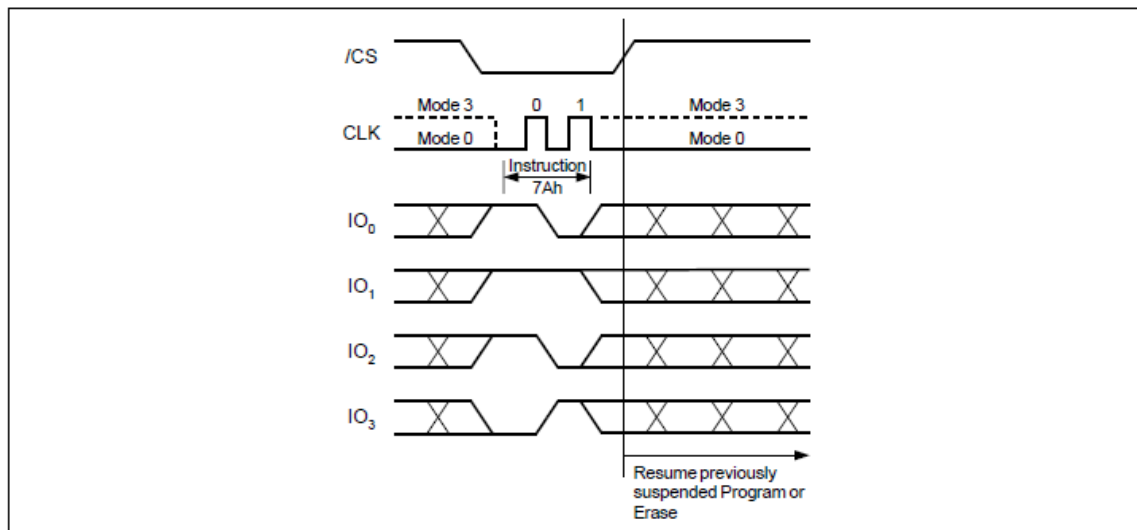 /CS
Mode 3
0
1
Mode 3
CLK
Mode 0
Mode 0
Instruction
7Ah
IO0
IO1
IO2
IO3
Resume previously
suspended Program or
Erase